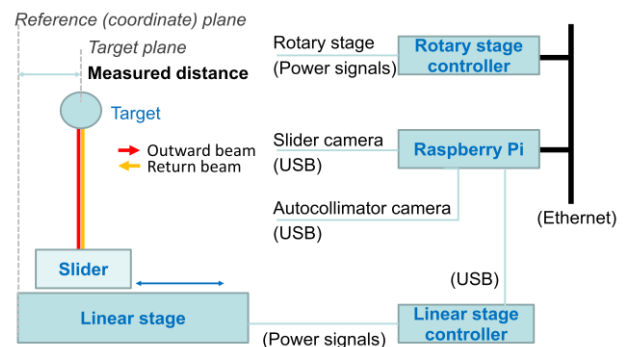 Reference (coordinate) plane
Target plane
Measured distance
Target
Outward beam
Return beam
Slider
Linear stage
Rotary stage
(Power signals)
Rotary stage
controller
Slider camera
(USB)
Raspberry Pi
Autocollimator camera
(USB)
(Ethernet)
(USB)
(Power signals)
Linear stage
controller